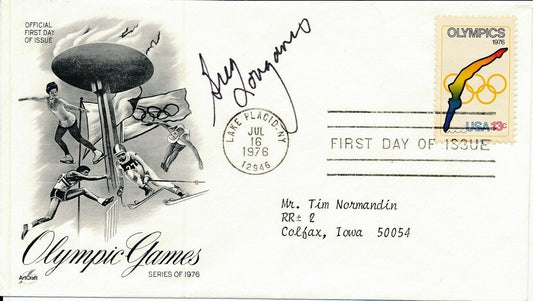 OFFICIAL
FIRST DAY
OF ISSUE
Greg
Louganis
OLYMPICS
1976
USA 13c
LAKE PLACID NY
JUL
16
1976
12946
FIRST DAY OF ISSUE
Mr. Tim Normandin
RR± 2
Colfax, Iowa 50054
Olympic Games
SERIES OF 1976
ArtCraft